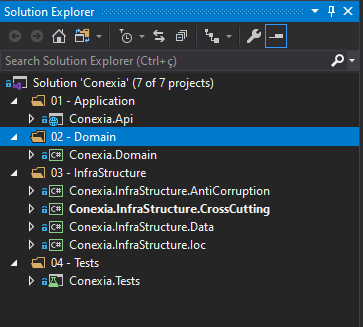 Solution Explorer
Search Solution Explorer (Ctrl+ç)
Solution 'Conexia' (7 of 7 projects)
01 - Application
Conexia.Api
02 - Domain
C# Conexia.Domain
03 - InfraStructure
C# Conexia.InfraStructure.AntiCorruption
C# Conexia.InfraStructure.CrossCutting
C# Conexia.InfraStructure.Data
C# Conexia.InfraStructure.Ioc
04 - Tests
Conexia.Tests